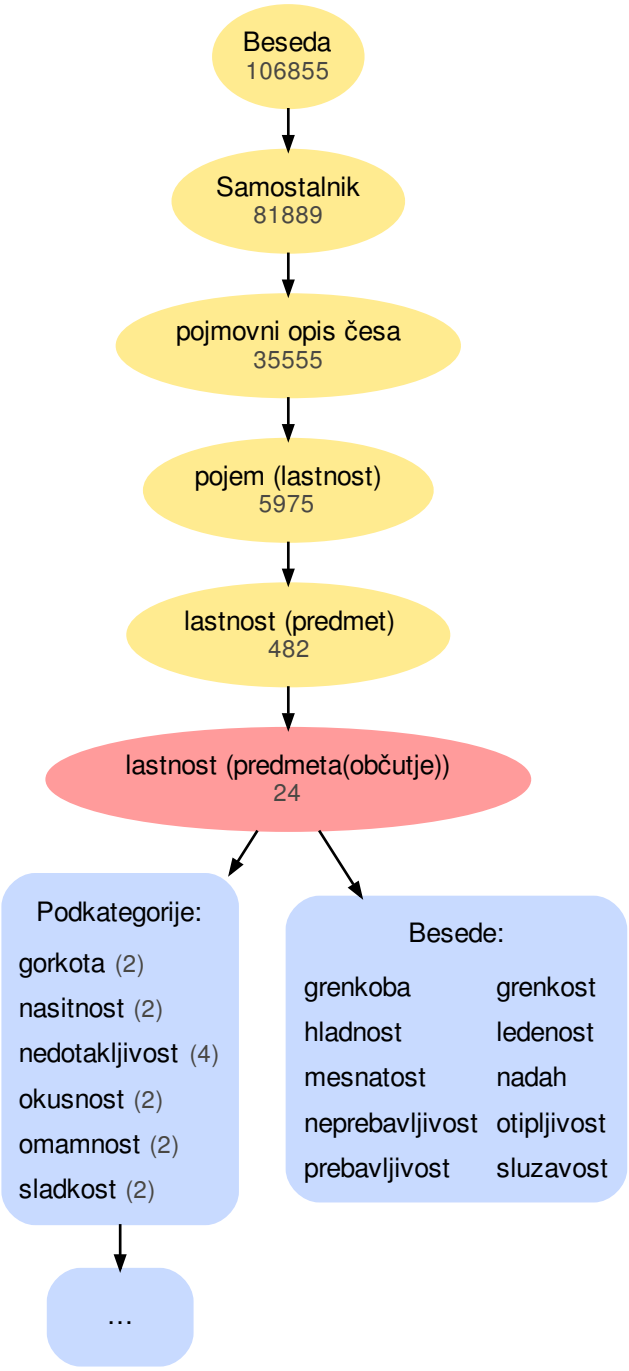 Beseda
106855
Samostalnik
81889
pojmovni opis česa
35555
pojem (lastnost)
5975
lastnost (predmet)
482
lastnost (predmeta(občutje))
24
Podkategorije:
gorkota (2)
nasitnost (2)
nedotakljivost (4)
okusnost (2)
omamnost (2)
sladkost (2)
...
Besede:
grenkoba grenkost
hladnost ledenost
mesnatost nadah
neprebavljivost otipljivost
prebavljivost sluzavost